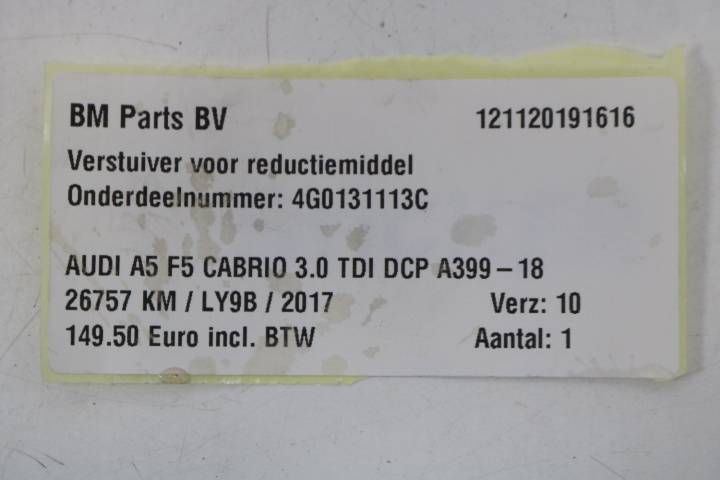 BM Parts BV 121120191616
Verstuiver voor reductiemiddel
Onderdeelnummer: 4G0131113C
AUDI A5 F5 CABRIO 3.0 TDI DCP A399-18
26757 KM / LY9B / 2017 Verz: 10
149.50 Euro incl. BTW Aantal: 1